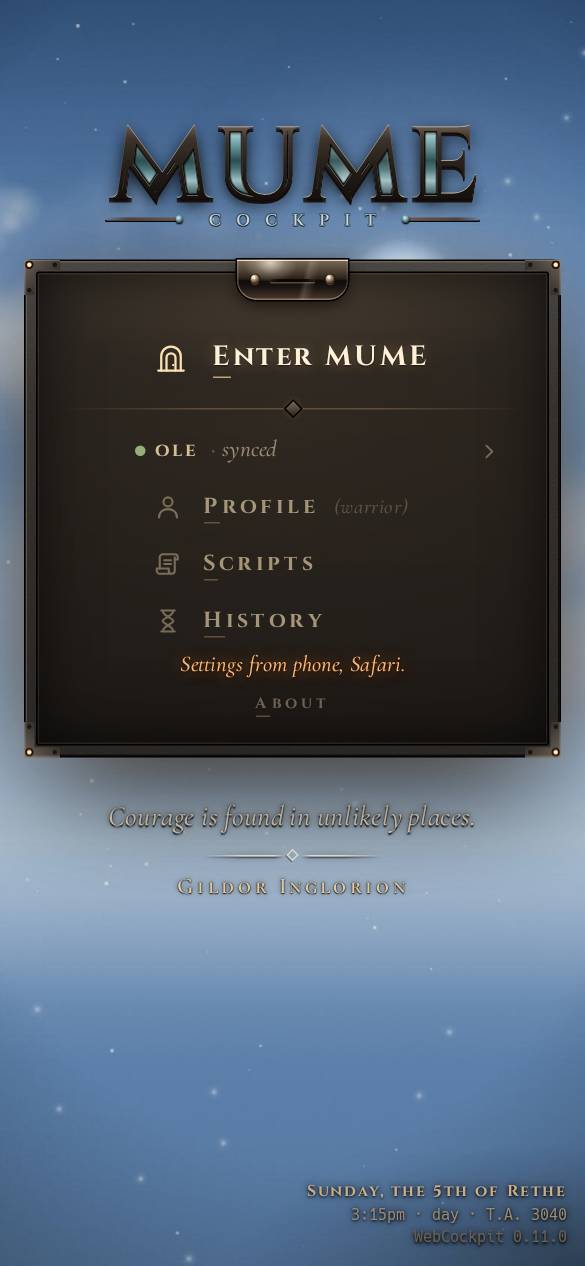 MUME
COCKPIT
Enter MUME
OLE · synced
Profile (warrior)
Scripts
History
Settings from phone, Safari.
About
Courage is found in unlikely places.
Gildor Inglorion
Sunday, the 5th of Rethe
3:15pm · day · T.A. 3040
WebCockpit 0.11.0